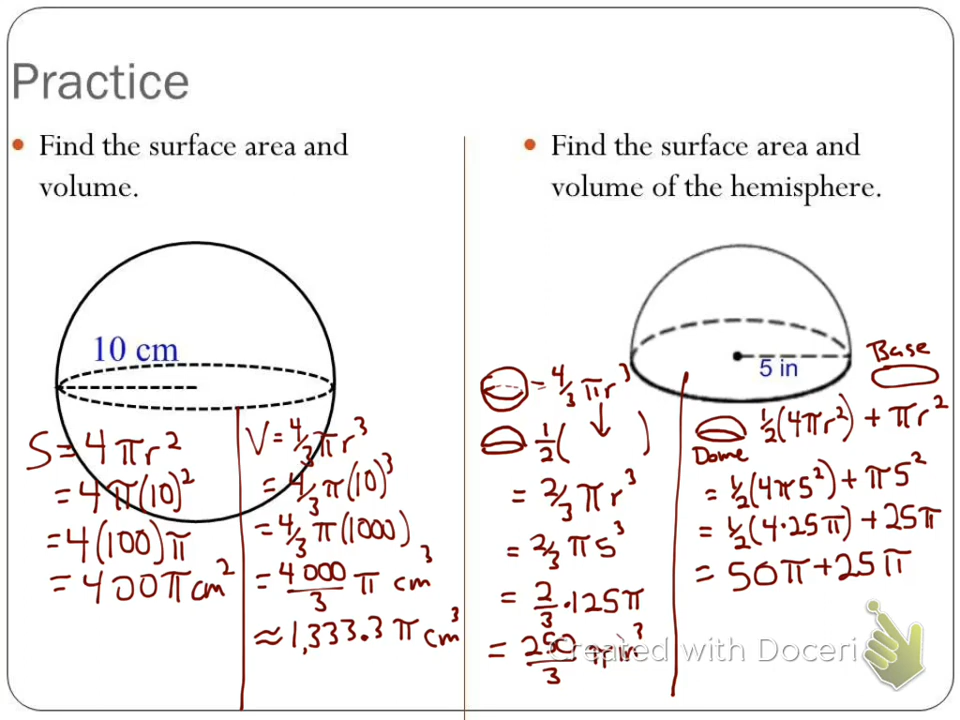 Practice
• Find the surface area and
volume.
10 cm
S = 4πr²
= 4π(10)²
= 4(100)π
= 400π cm²
V = 4/3 πr³
= 4/3 π(10)³
= 4/3 π(1000)
= 4000/3 π cm³
≈ 1,333.3 π cm³
• Find the surface area and
volume of the hemisphere.
5 in
= 4/3 πr³
1/2 ( )
= 2/3 πr³
= 2/3 π5³
= 2/3 · 125π
= 250/3 π in³
Base
Dome
1/2(4πr²) + πr²
= 1/2(4π5²) + π5²
= 1/2(4·25π) + 25π
= 50π + 25π
Created with Doceri